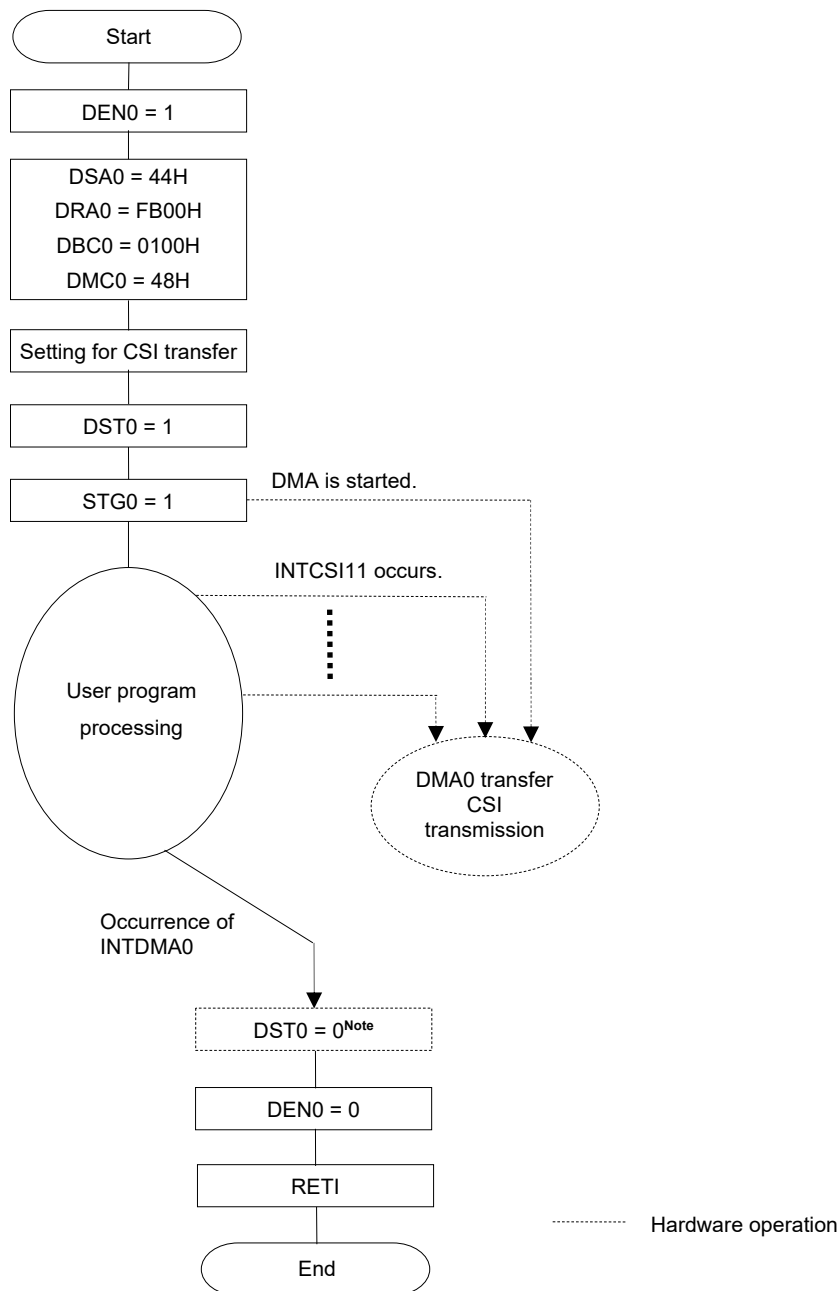 Start
DEN0 = 1
DSA0 = 44H
DRA0 = FB00H
DBC0 = 0100H
DMC0 = 48H
Setting for CSI transfer
DST0 = 1
STG0 = 1
DMA is started.
INTCSI11 occurs.
User program
processing
DMA0 transfer
CSI
transmission
Occurrence of
INTDMA0
DST0 = 0Note
DEN0 = 0
RETI
Hardware operation
End